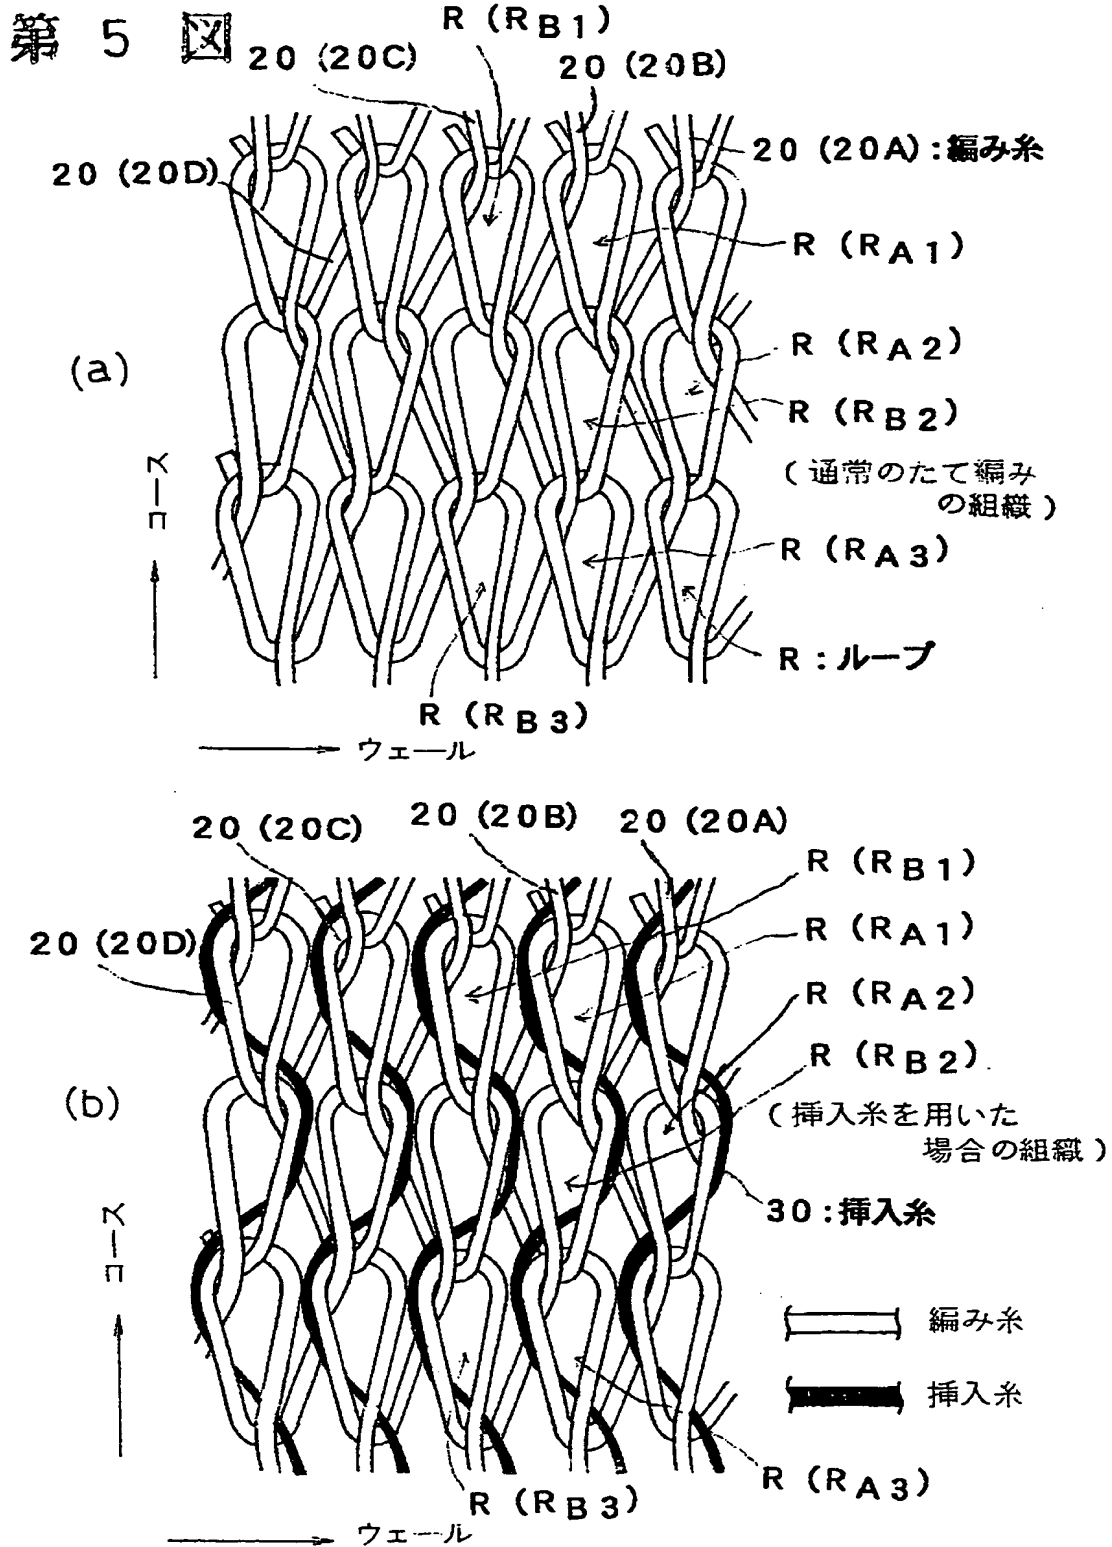 第 5 図
R (RB1)
20 (20C)
20 (20B)
20 (20A) : 編み糸
20 (20D)
R (RA1)
(a)
R (RA2)
R (RB2)
(通常のたて編み
の組織)
コース
R (RA3)
R : ループ
R (RB3)
ウェール
20 (20C)
20 (20B)
20 (20A)
R (RB1)
R (RA1)
20 (20D)
R (RA2)
R (RB2)
(b)
(挿入糸を用いた
場合の組織)
30 : 挿入糸
コース
編み糸
挿入糸
R (RA3)
R (RB3)
ウェール